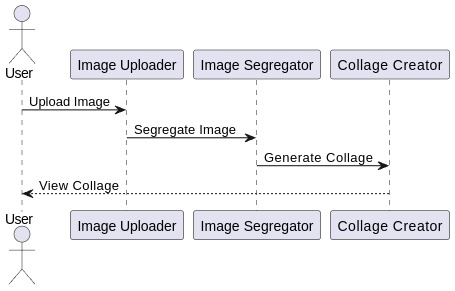 User
Image Uploader
Image Segregator
Collage Creator
Upload Image
Segregate Image
Generate Collage
View Collage
User
Image Uploader
Image Segregator
Collage Creator